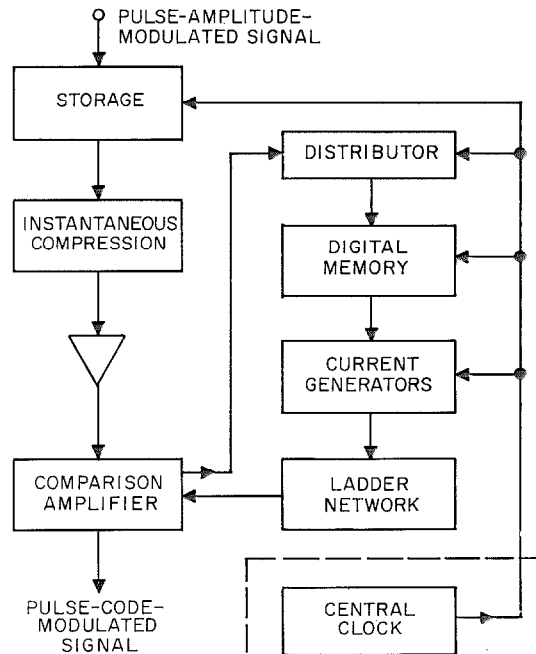 PULSE-AMPLITUDE-
MODULATED SIGNAL
STORAGE
DISTRIBUTOR
INSTANTANEOUS
COMPRESSION
DIGITAL
MEMORY
CURRENT
GENERATORS
COMPARISON
AMPLIFIER
LADDER
NETWORK
PULSE-CODE-
MODULATED
SIGNAL
CENTRAL
CLOCK